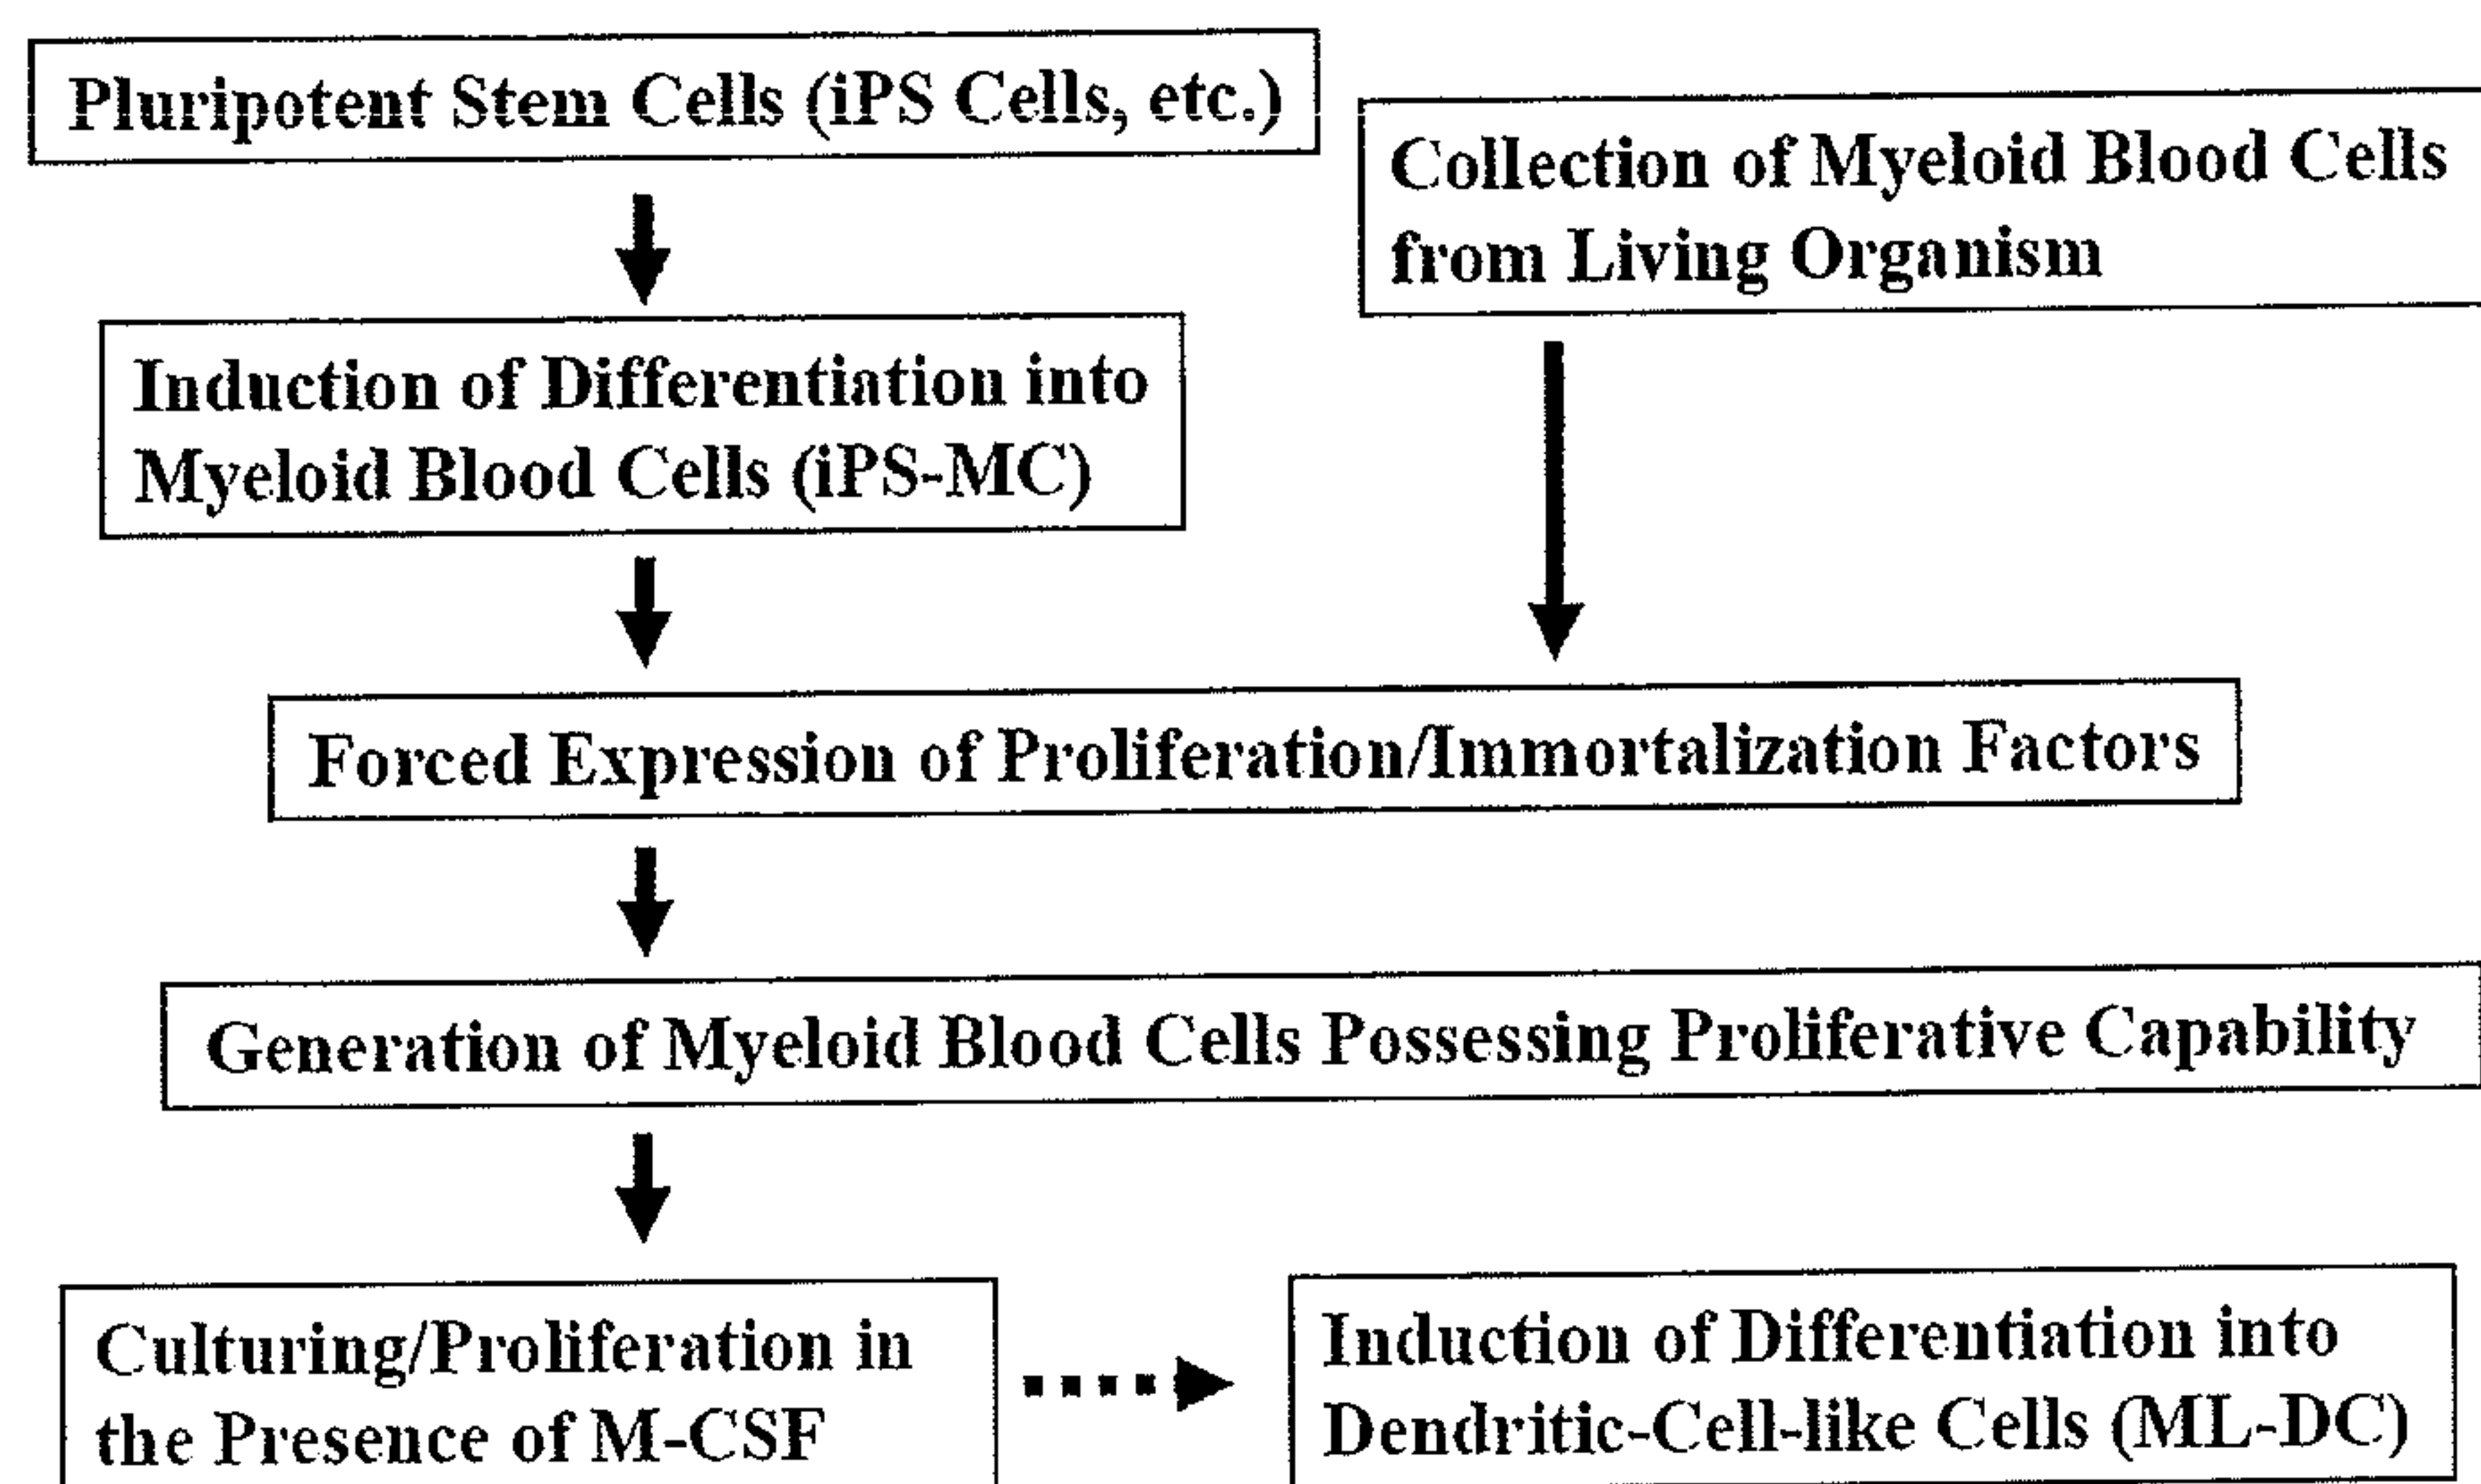 Pluripotent Stem Cells (iPS Cells, etc.)
Collection of Myeloid Blood Cells
from Living Organism
Induction of Differentiation into
Myeloid Blood Cells (iPS-MC)
Forced Expression of Proliferation/Immortalization Factors
Generation of Myeloid Blood Cells Possessing Proliferative Capability
Culturing/Proliferation in
the Presence of M-CSF
Induction of Differentiation into
Dendritic-Cell-like Cells (ML-DC)